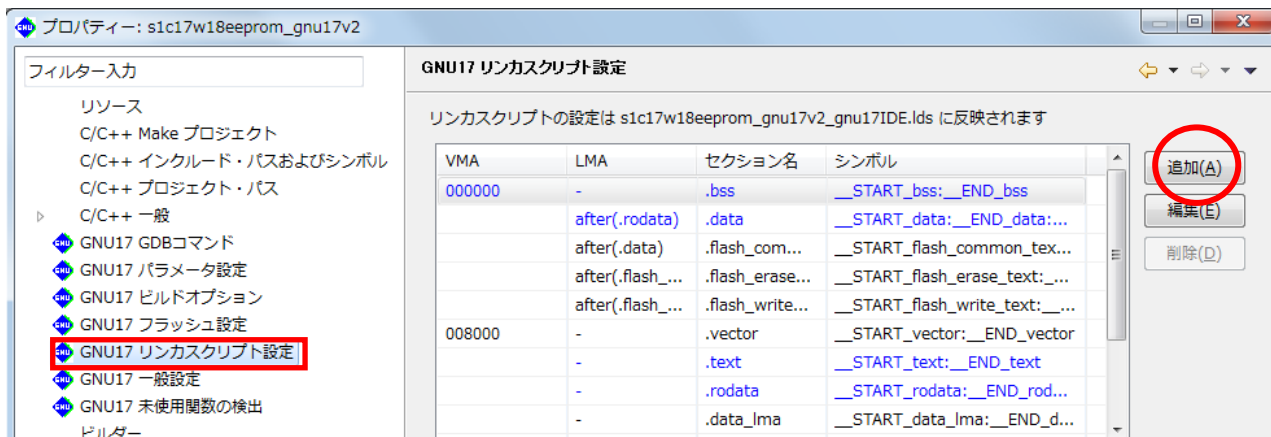 プロパティー: s1c17w18eeprom_gnu17v2
フィルター入力
リソース
C/C++ Make プロジェクト
C/C++ インクルード・パスおよびシンボル
C/C++ プロジェクト・パス
C/C++ 一般
GNU17 GDBコマンド
GNU17 パラメータ設定
GNU17 ビルドオプション
GNU17 フラッシュ設定
GNU17 リンカスクリプト設定
GNU17 一般設定
GNU17 未使用関数の検出
ビルダー
GNU17 リンカスクリプト設定
リンカスクリプトの設定は s1c17w18eeprom_gnu17v2_gnu17IDE.lds に反映されます
VMA LMA セクション名 シンボル
000000 - .bss __START_bss:__END_bss
after(.rodata) .data __START_data:__END_data:...
after(.data) .flash_com... __START_flash_common_tex...
after(.flash_... .flash_erase... __START_flash_erase_text:_...
after(.flash_... .flash_write... __START_flash_write_text:__...
008000 - .vector __START_vector:__END_vector
- .text __START_text:__END_text
- .rodata __START_rodata:__END_rod...
- .data_lma __START_data_lma:__END_d...
追加(A)
編集(E)
削除(D)